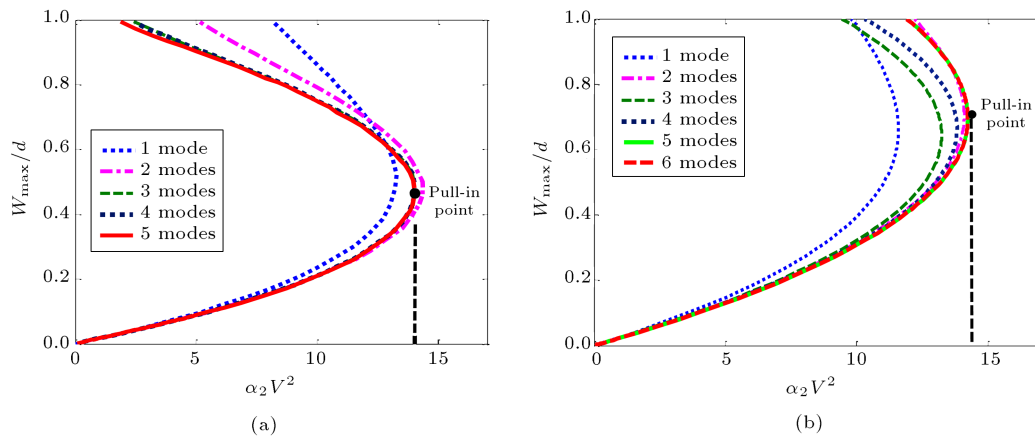 1.0
0.8
0.6
0.4
0.2
0.0
W_max/d
1 mode
2 modes
3 modes
4 modes
5 modes
Pull-in
point
0
5
10
15
α₂V²
(a)
1.0
0.8
0.6
0.4
0.2
0.0
W_max/d
1 mode
2 modes
3 modes
4 modes
5 modes
6 modes
Pull-in
point
0
5
10
15
α₂V²
(b)